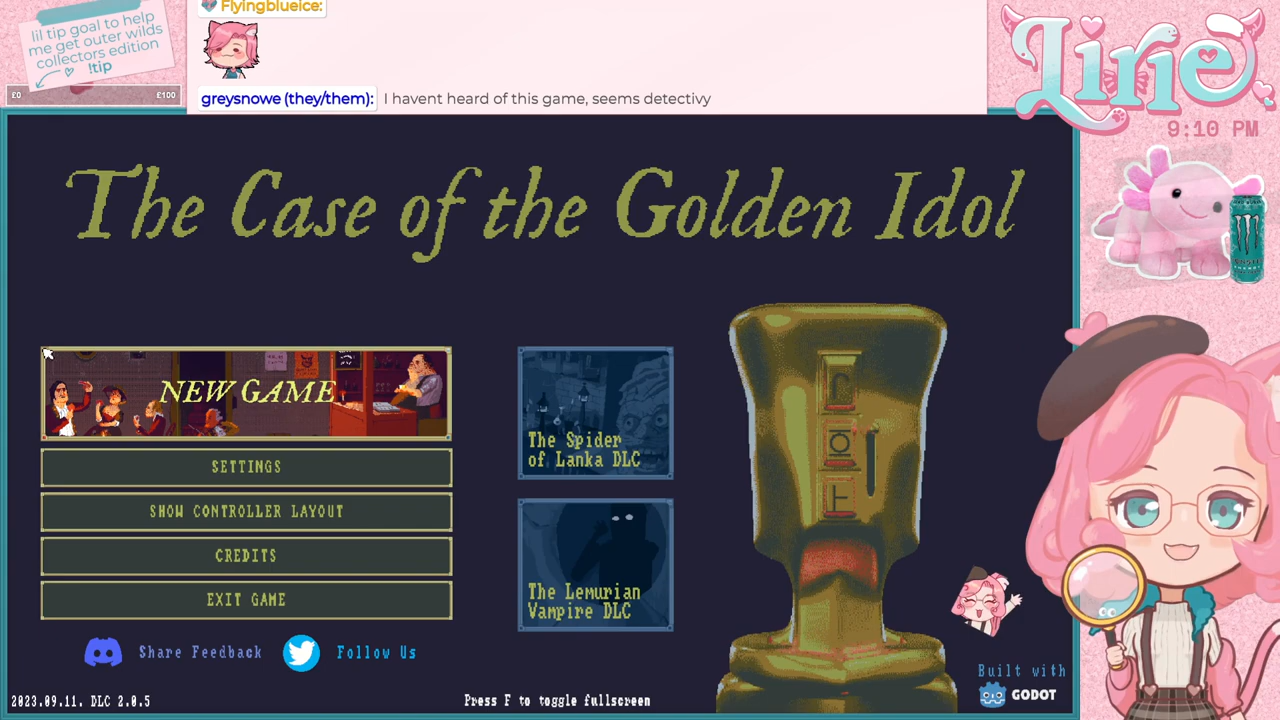 lil tip goal to help
me get outer wilds
collectors edition
!tip
£0
£100
Flyingblueice:
greysnowe (they/them): I havent heard of this game, seems detectivy
Lirie
9:10 PM
The Case of the Golden Idol
NEW GAME
SETTINGS
SHOW CONTROLLER LAYOUT
CREDITS
EXIT GAME
The Spider
of Lanka DLC
The Lemurian
Vampire DLC
Share Feedback
Follow Us
Built with
GODOT
2023.09.11. DLC 2.0.5
Press F to toggle fullscreen